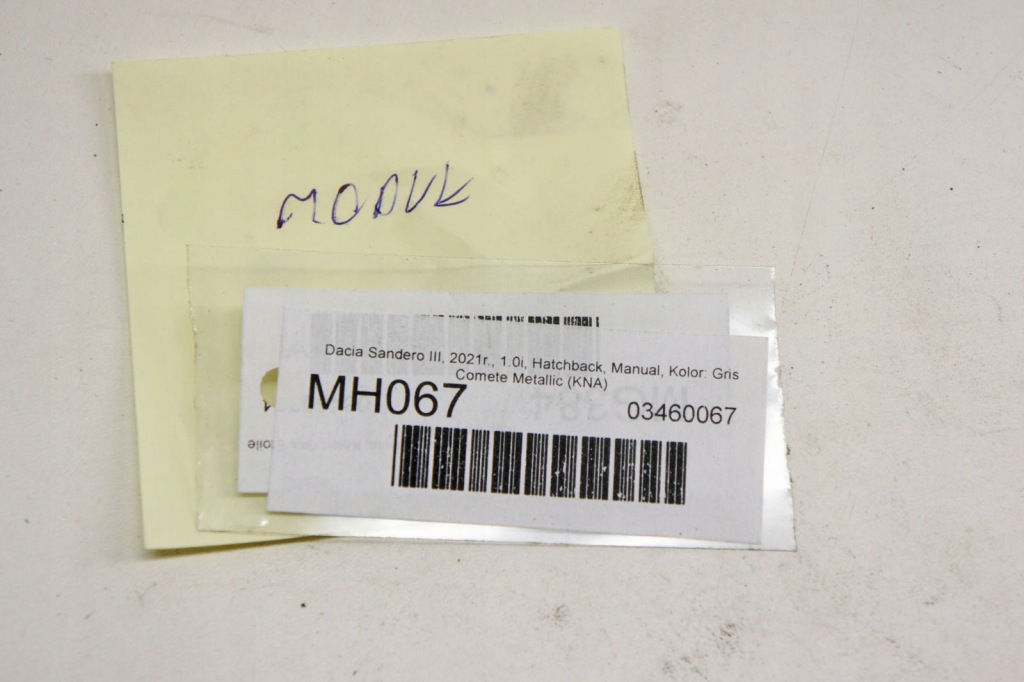 MODUŁ
Dacia Sandero III, 2021r., 1.0i, Hatchback, Manual, Kolor: Gris
Comete Metallic (KNA)
MH067
03460067